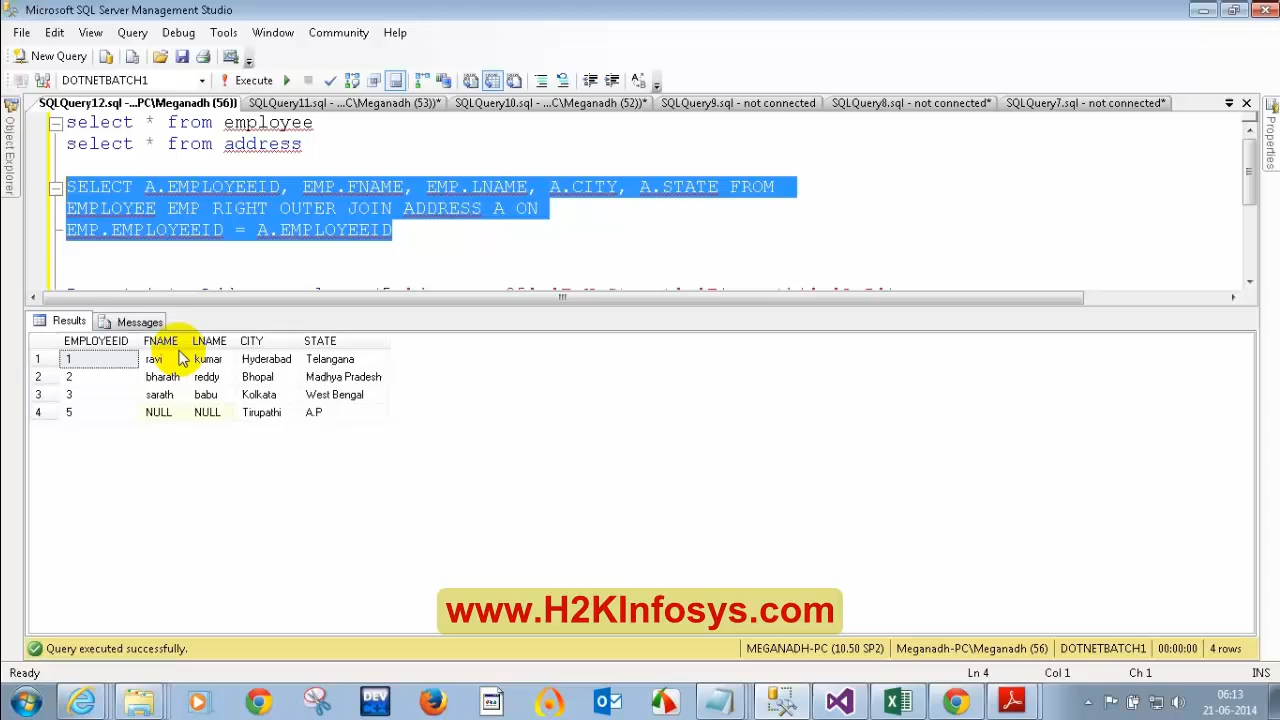 Microsoft SQL Server Management Studio
File Edit View Query Debug Tools Window Community Help
New Query
DOTNETBATCH1 Execute
SQLQuery12.sql -...PC\Meganadh (56)) SQLQuery11.sql -...C\Meganadh (53))* SQLQuery10.sql -...C\Meganadh (52))* SQLQuery9.sql - not connected SQLQuery8.sql - not connected* SQLQuery7.sql - not connected*
Object Explorer
Properties
select * from employee
select * from address
SELECT A.EMPLOYEEID, EMP.FNAME, EMP.LNAME, A.CITY, A.STATE FROM
EMPLOYEE EMP RIGHT OUTER JOIN ADDRESS A ON
EMP.EMPLOYEEID = A.EMPLOYEEID
Results Messages
EMPLOYEEID FNAME LNAME CITY STATE
1 1 ravi kumar Hyderabad Telangana
2 2 bharath reddy Bhopal Madhya Pradesh
3 3 sarath babu Kolkata West Bengal
4 5 NULL NULL Tirupathi A.P
www.H2KInfosys.com
Query executed successfully. MEGANADH-PC (10.50 SP2) Meganadh-PC\Meganadh (56) DOTNETBATCH1 00:00:00 4 rows
Ready Ln 4 Col 1 Ch 1 INS
DEV
06:13
21-06-2014